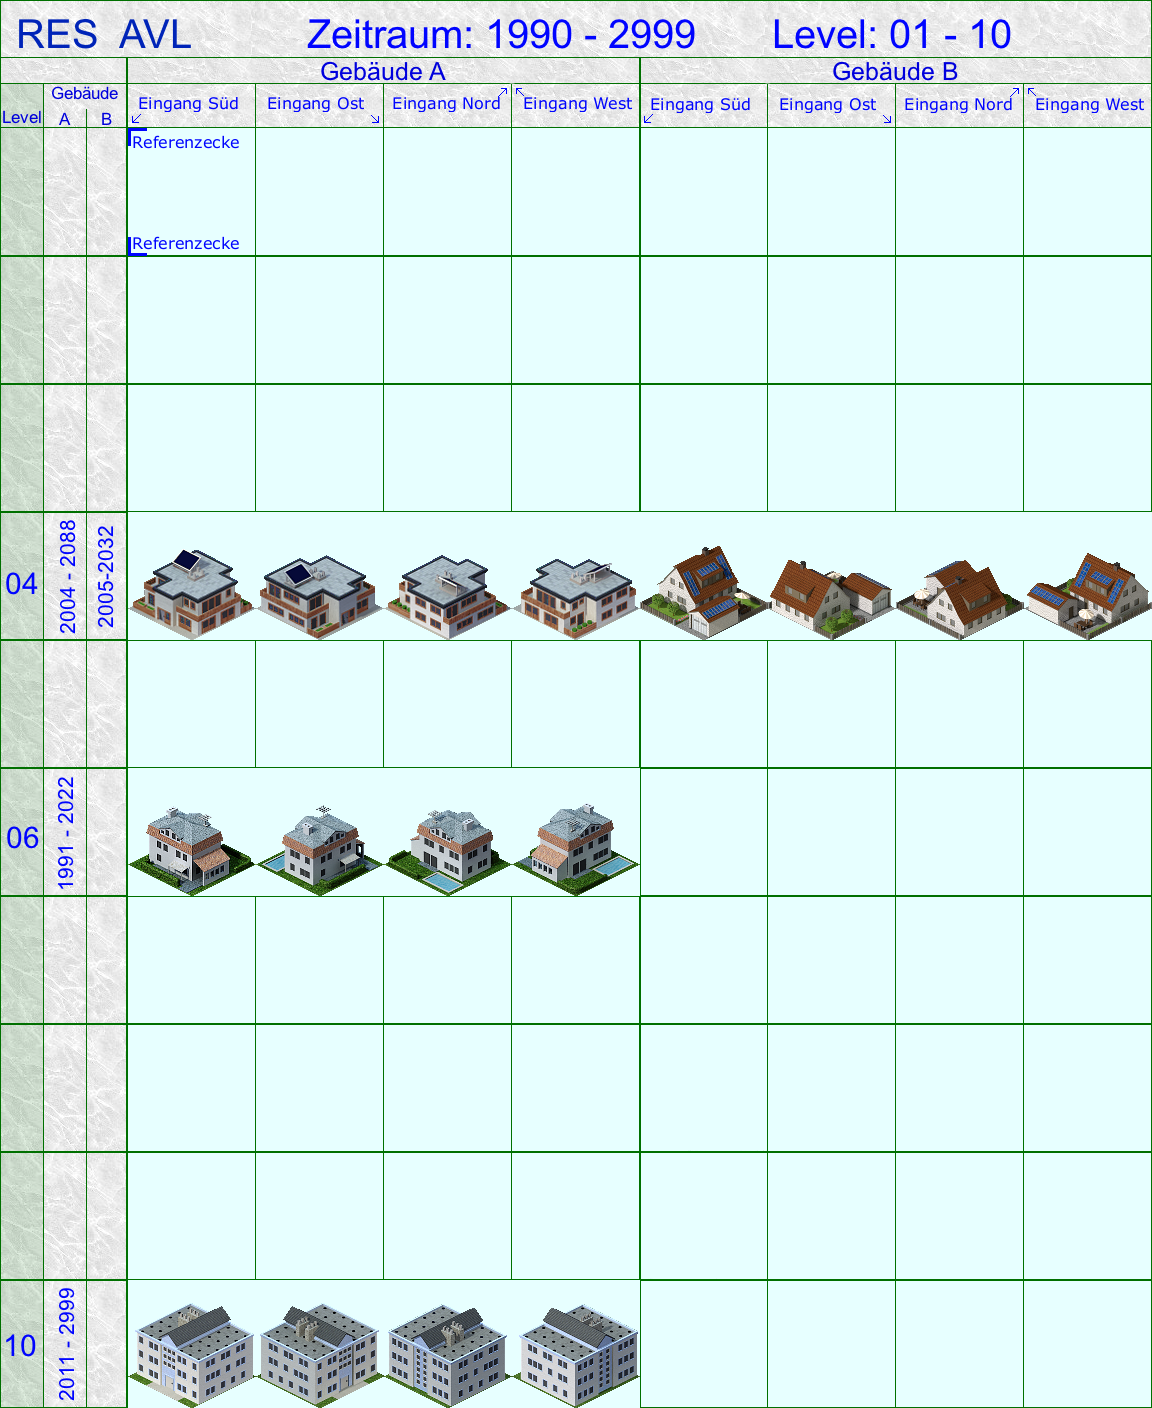 RES AVL Zeitraum: 1990 - 2999 Level: 01 - 10
Gebäude A Gebäude B
Level Gebäude A B
Eingang Süd Eingang Ost Eingang Nord Eingang West Eingang Süd Eingang Ost Eingang Nord Eingang West
Referenzecke
Referenzecke
04 2004 - 2088 2005-2032
06 1991 - 2022
10 2011 - 2999